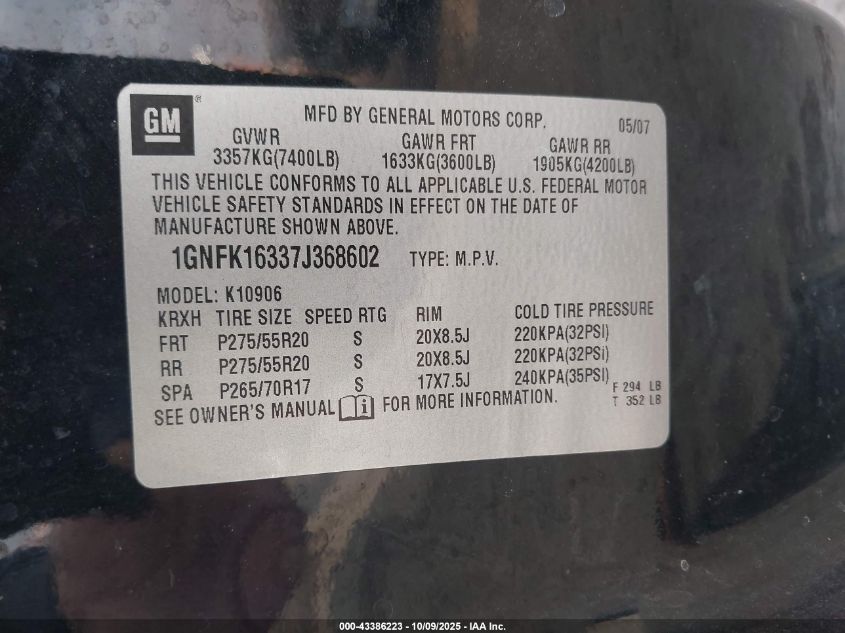 GM ®
MFD BY GENERAL MOTORS CORP. 05/07
GVWR GAWR FRT GAWR RR
3357KG(7400LB) 1633KG(3600LB) 1905KG(4200LB)
THIS VEHICLE CONFORMS TO ALL APPLICABLE U.S. FEDERAL MOTOR
VEHICLE SAFETY STANDARDS IN EFFECT ON THE DATE OF
MANUFACTURE SHOWN ABOVE.
1GNFK16337J368602 TYPE: M.P.V.
MODEL: K10906
KRXH TIRE SIZE SPEED RTG RIM COLD TIRE PRESSURE
FRT P275/55R20 S 20X8.5J 220KPA(32PSI)
RR P275/55R20 S 20X8.5J 220KPA(32PSi)
SPA P265/70R17 S 17X7.5J 240KPA(35PSI) F 294 LB
T 352 LB
SEE OWNER'S MANUAL i FOR MORE INFORMATION.
000-43386223 - 10/09/2025 - IAA Inc.